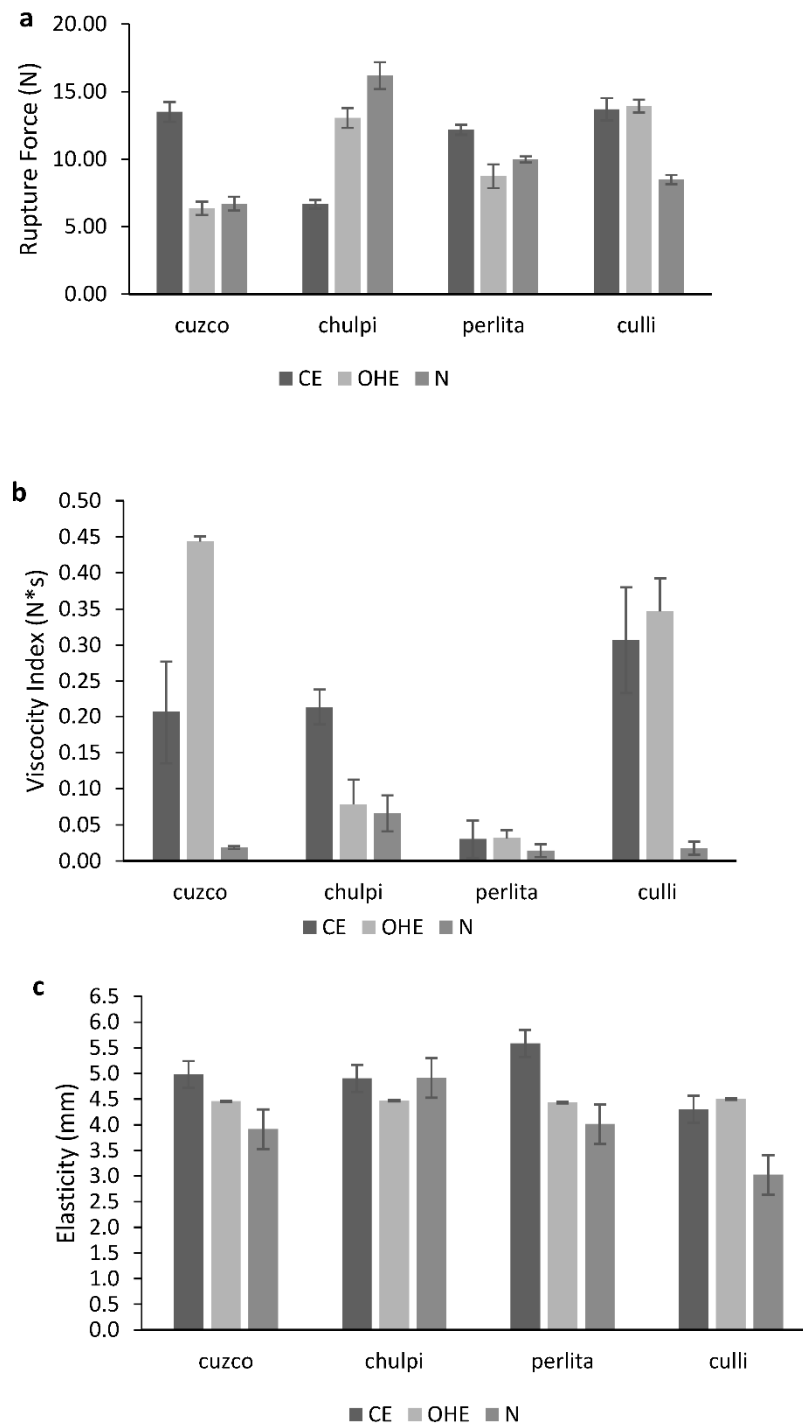 a
Rupture Force (N)
20.00
15.00
10.00
5.00
0.00
cuzco chulpi perlita culli
CE OHE N
b
Viscocity Index (N*s)
0.50
0.45
0.40
0.35
0.30
0.25
0.20
0.15
0.10
0.05
0.00
cuzco chulpi perlita culli
CE OHE N
c
Elasticity (mm)
6.5
6.0
5.5
5.0
4.5
4.0
3.5
3.0
2.5
2.0
1.5
1.0
0.5
0.0
cuzco chulpi perlita culli
CE OHE N